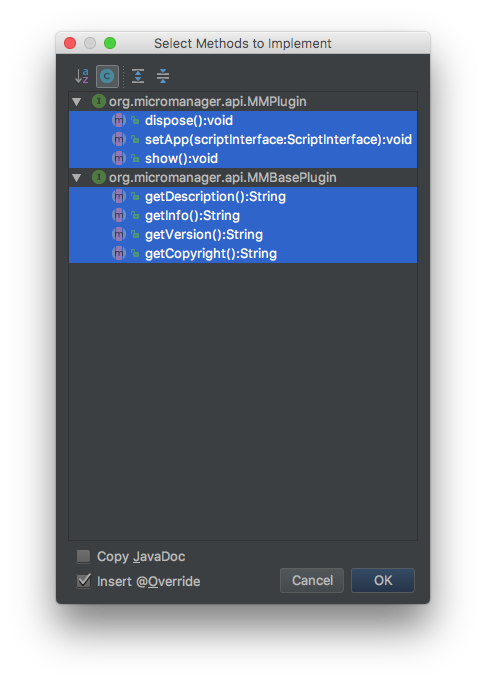 Select Methods to Implement
org.micromanager.api.MMPlugin
dispose():void
setApp(scriptInterface:ScriptInterface):void
show():void
org.micromanager.api.MMBasePlugin
getDescription():String
getInfo():String
getVersion():String
getCopyright():String
Copy JavaDoc
Insert @Override
Cancel
OK